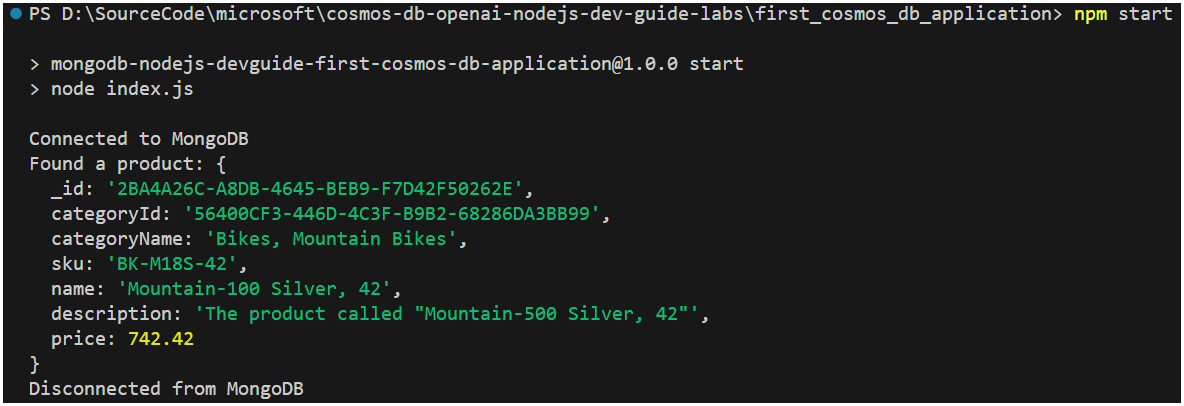 PS D:\SourceCode\microsoft\cosmos-db-openai-nodejs-dev-guide-labs\first_cosmos_db_application> npm start
> mongodb-nodejs-devguide-first-cosmos-db-application@1.0.0 start
> node index.js
Connected to MongoDB
Found a product: {
  _id: '2BA4A26C-A8DB-4645-BEB9-F7D42F50262E',
  categoryId: '56400CF3-446D-4C3F-B9B2-68286DA3BB99',
  categoryName: 'Bikes, Mountain Bikes',
  sku: 'BK-M18S-42',
  name: 'Mountain-100 Silver, 42',
  description: 'The product called "Mountain-500 Silver, 42"',
  price: 742.42
}
Disconnected from MongoDB